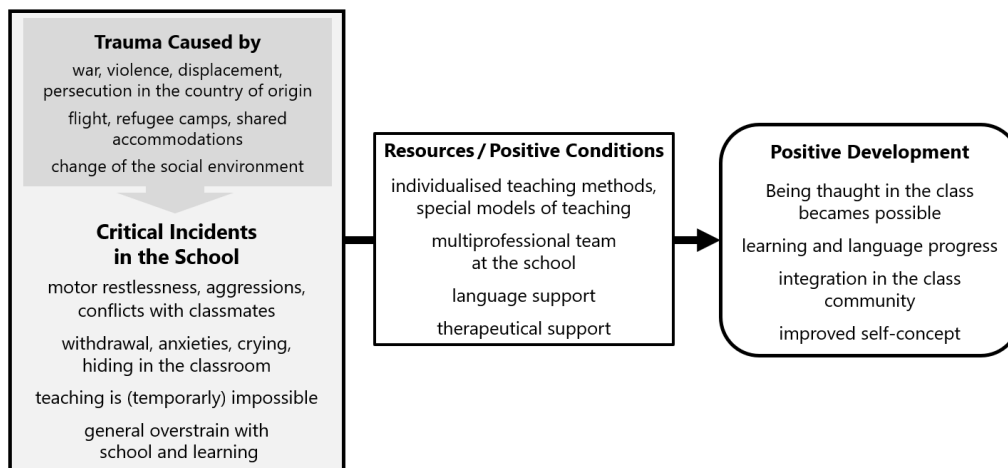 Trauma Caused by
war, violence, displacement,
persecution in the country of origin
flight, refugee camps, shared
accommodations
change of the social environment
Critical Incidents
in the School
motor restlessness, aggressions,
conflicts with classmates
withdrawal, anxieties, crying,
hiding in the classroom
teaching is (temporarly) impossible
general overstrain with
school and learning
Resources / Positive Conditions
individualised teaching methods,
special models of teaching
multiprofessional team
at the school
language support
therapeutical support
Positive Development
Being thaught in the class
becames possible
learning and language progress
integration in the class
community
improved self-concept